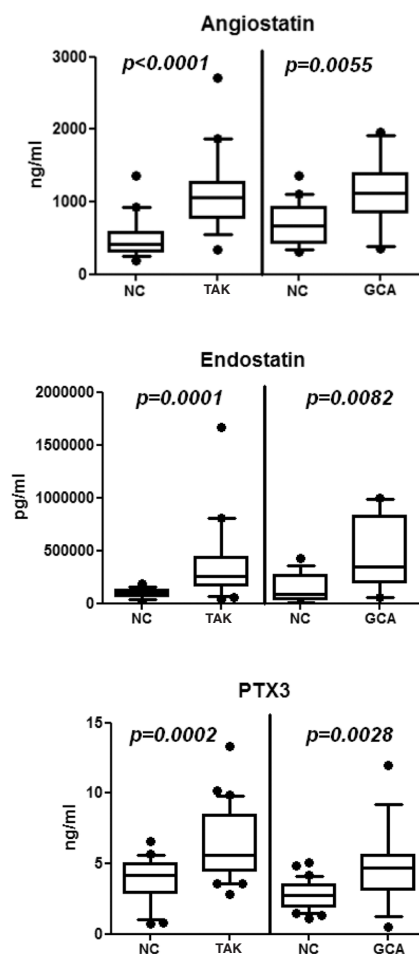 Angiostatin
p<0.0001 p=0.0055
3000
2000
1000
0
ng/ml
NC TAK NC GCA
Endostatin
p=0.0001 p=0.0082
2000000
1500000
1000000
500000
0
pg/ml
NC TAK NC GCA
PTX3
p=0.0002 p=0.0028
15
10
5
0
ng/ml
NC TAK NC GCA